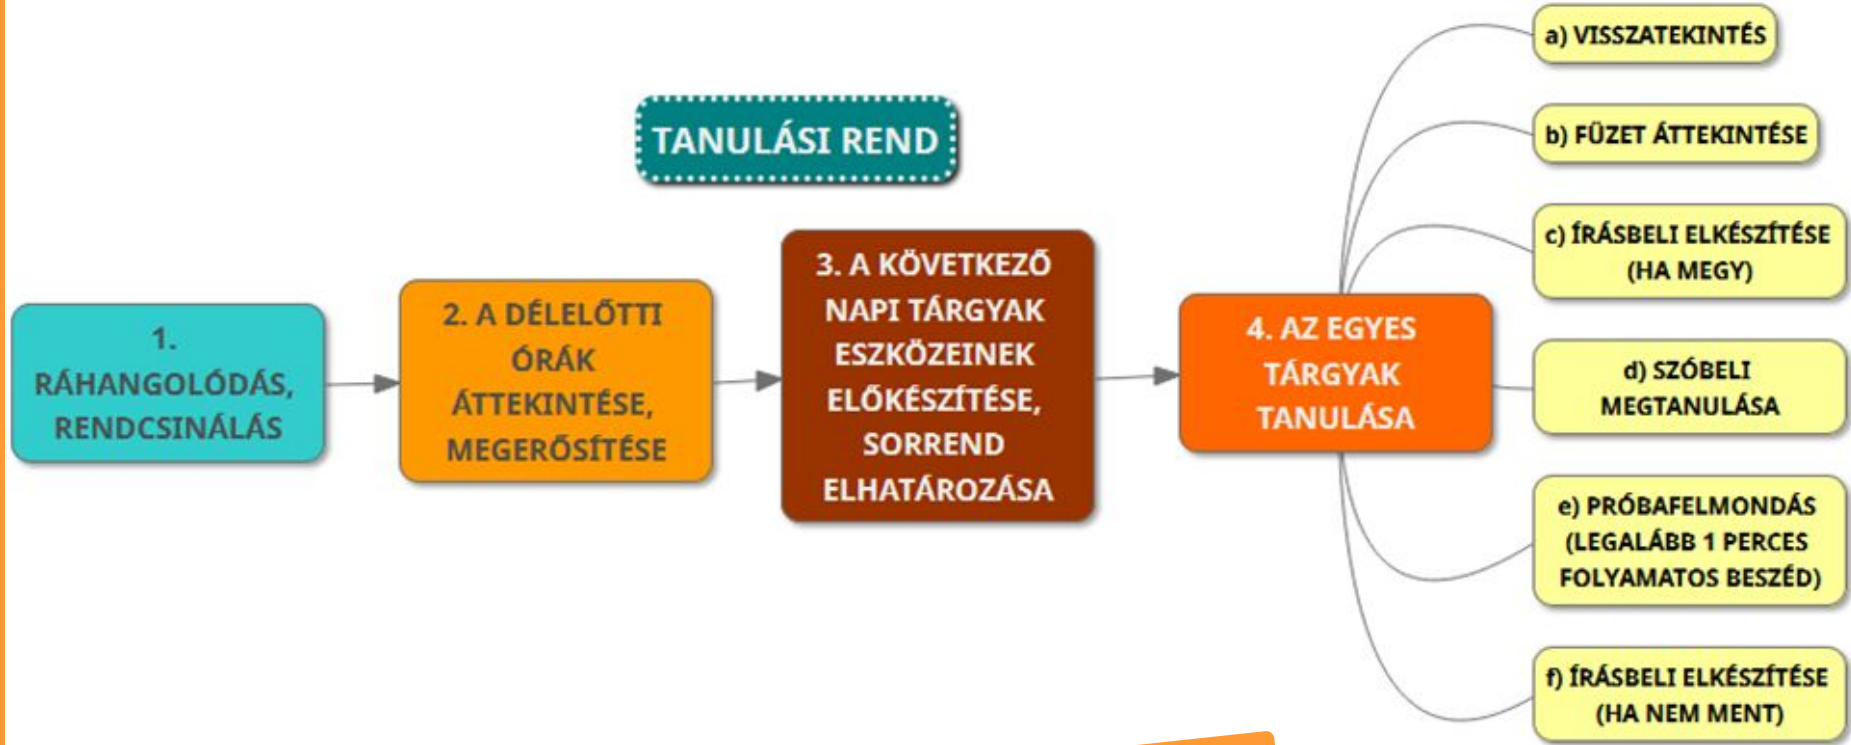 TANULÁSI REND
1.
RÁHANGOLÓDÁS,
RENDCSINÁLÁS
2. A DÉLELŐTTI
ÓRÁK
ÁTTEKINTÉSE,
MEGERŐSÍTÉSE
3. A KÖVETKEZŐ
NAPI TÁRGYAK
ESZKÖZEINEK
ELŐKÉSZÍTÉSE,
SORREND
ELHATÁROZÁSA
4. AZ EGYES
TÁRGYAK
TANULÁSA
a) VISSZATEKINTÉS
b) FÜZET ÁTTEKINTÉSE
c) ÍRÁSBELI ELKÉSZÍTÉSE
(HA MEGY)
d) SZÓBELI
MEGTANULÁSA
e) PRÓBAFELMONDÁS
(LEGALÁBB 1 PERCES
FOLYAMATOS BESZÉD)
f) ÍRÁSBELI ELKÉSZÍTÉSE
(HA NEM MENT)